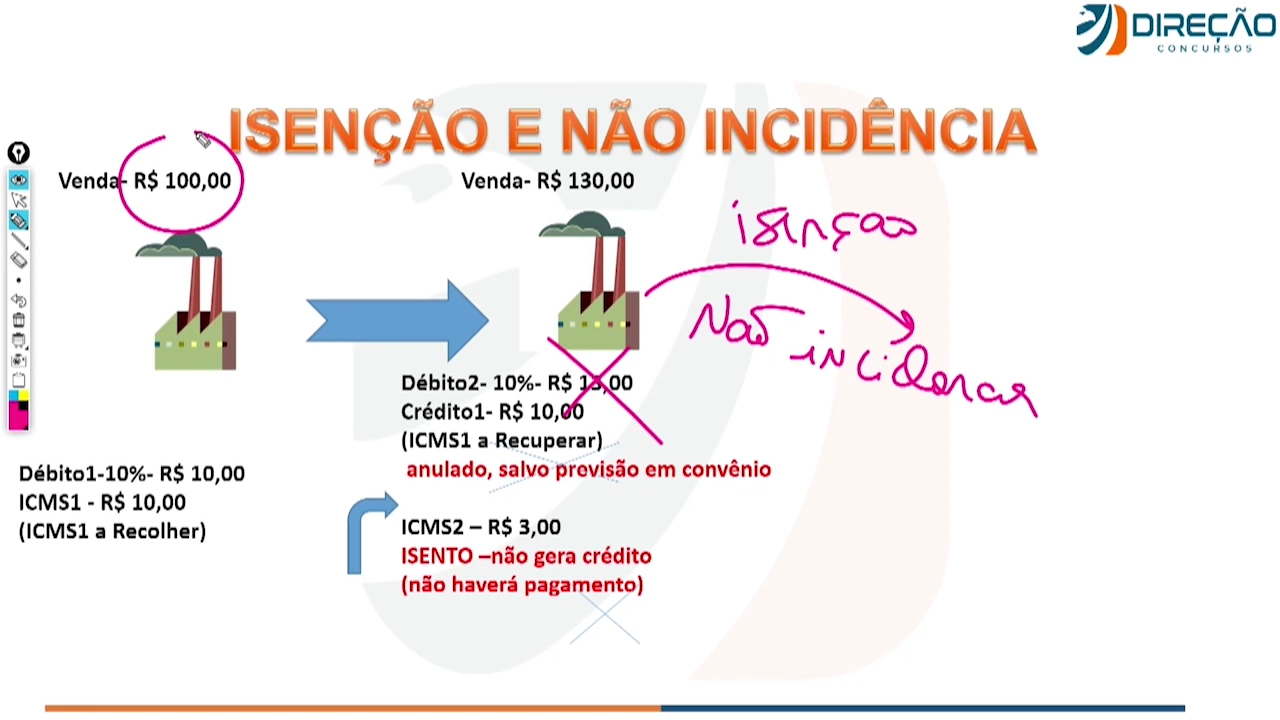 DIREÇÃO
CONCURSOS
ISENÇÃO E NÃO INCIDÊNCIA
Venda- R$ 100,00
Venda- R$ 130,00
isenção
Não incidência
Débito2- 10%- R$ 13,00
Crédito1- R$ 10,00
(ICMS1 a Recuperar)
anulado, salvo previsão em convênio
Débito1-10%- R$ 10,00
ICMS1 - R$ 10,00
(ICMS1 a Recolher)
ICMS2 – R$ 3,00
ISENTO –não gera crédito
(não haverá pagamento)